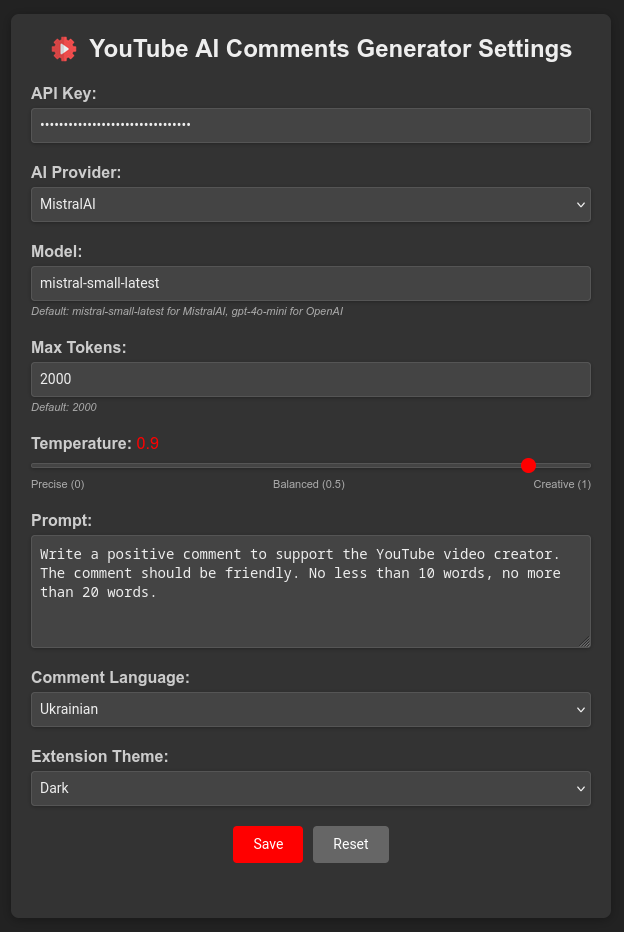 YouTube AI Comments Generator Settings
API Key:
••••••••••••••••••••••••••••••••
AI Provider:
MistralAI
Model:
mistral-small-latest
Default: mistral-small-latest for MistralAI, gpt-4o-mini for OpenAI
Max Tokens:
2000
Default: 2000
Temperature: 0.9
Precise (0) Balanced (0.5) Creative (1)
Prompt:
Write a positive comment to support the YouTube video creator.
The comment should be friendly. No less than 10 words, no more
than 20 words.
Comment Language:
Ukrainian
Extension Theme:
Dark
Save Reset